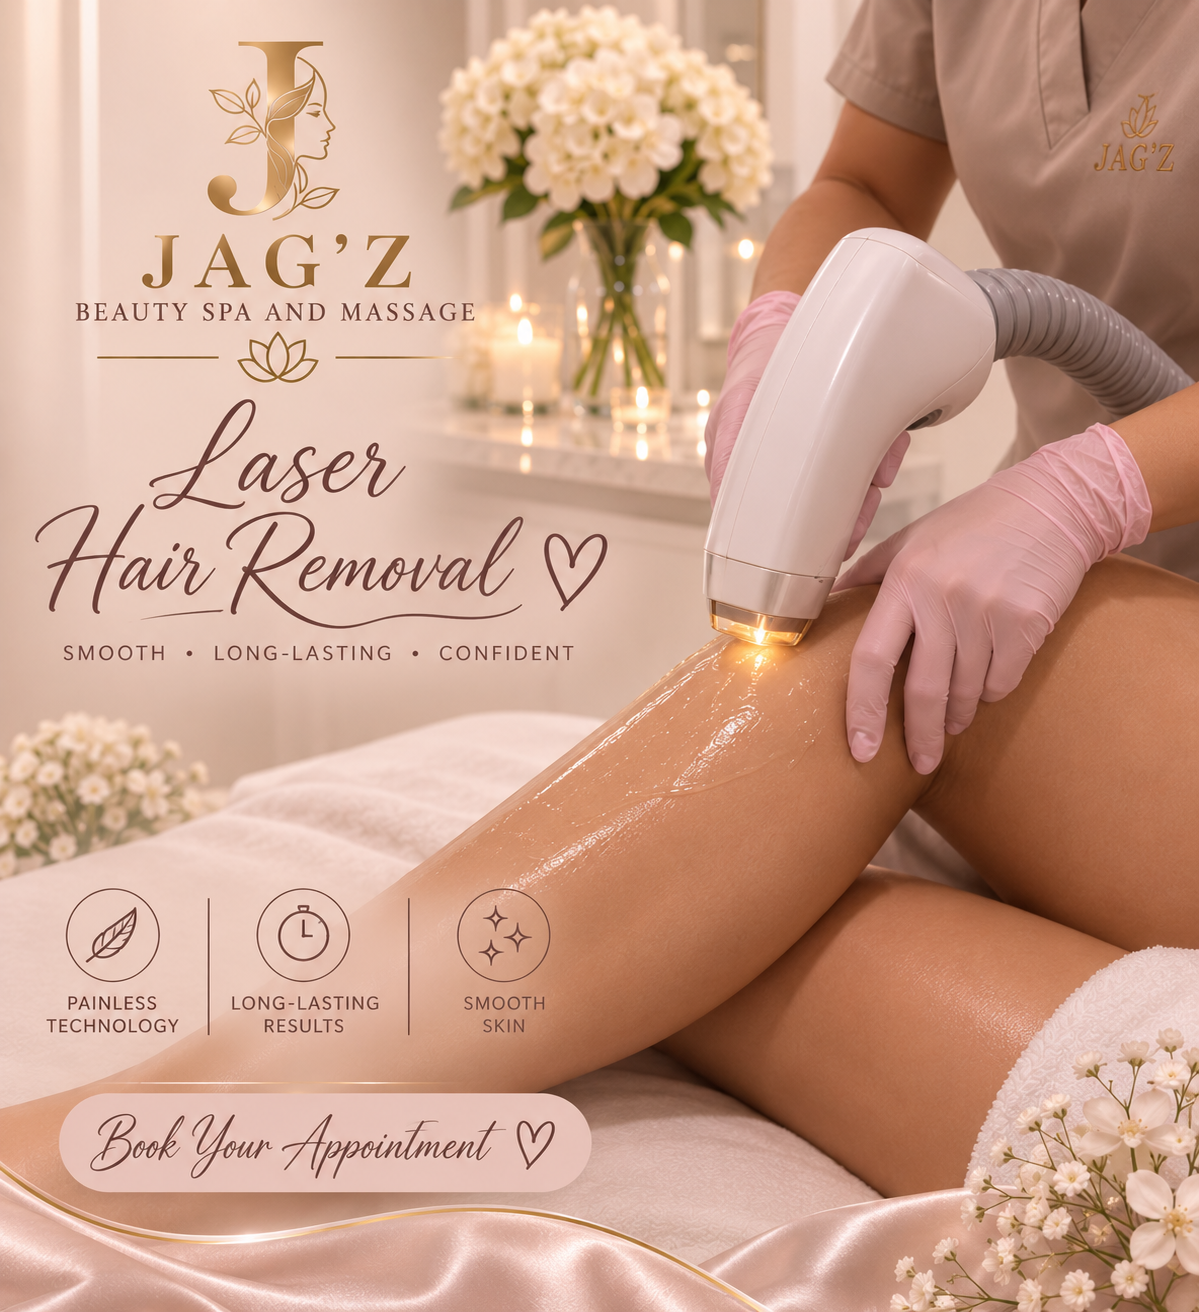 J
JAG'Z
BEAUTY SPA AND MASSAGE
Laser
Hair Removal
SMOOTH • LONG-LASTING • CONFIDENT
PAINLESS
TECHNOLOGY
LONG-LASTING
RESULTS
SMOOTH
SKIN
Book Your Appointment
JAG'Z